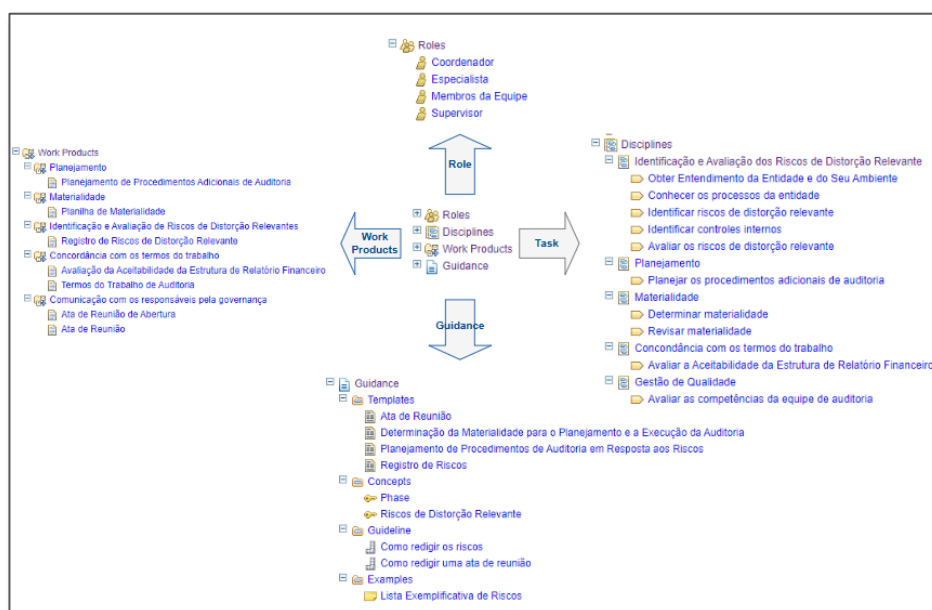 Roles
Coordenador
Especialista
Membros da Equipe
Supervisor
Role
Work Products
Planejamento
Planejamento de Procedimentos Adicionais de Auditoria
Materialidade
Planilha de Materialidade
Identificação e Avaliação de Riscos de Distorção Relevantes
Registro de Riscos de Distorção Relevante
Concordância com os termos do trabalho
Avaliação da Aceitabilidade da Estrutura de Relatório Financeiro
Termos do Trabalho de Auditoria
Comunicação com os responsáveis pela governança
Ata de Reunião de Abertura
Ata de Reunião
Work
Products
Roles
Disciplines
Work Products
Guidance
Task
Disciplines
Identificação e Avaliação dos Riscos de Distorção Relevante
Obter Entendimento da Entidade e do Seu Ambiente
Conhecer os processos da entidade
Identificar riscos de distorção relevante
Identificar controles internos
Avaliar os riscos de distorção relevante
Planejamento
Planejar os procedimentos adicionais de auditoria
Materialidade
Determinar materialidade
Revisar materialidade
Concondância com os termos do trabalho
Avaliar a Aceitabilidade da Estrutura de Relatório Financeiro
Gestão de Qualidade
Avaliar as competências da equipe de auditoria
Guidance
Guidance
Templates
Ata de Reunião
Determinação da Materialidade para o Planejamento e a Execução da Auditoria
Planejamento de Procedimentos de Auditoria em Resposta aos Riscos
Registro de Riscos
Concepts
Phase
Riscos de Distorção Relevante
Guideline
Como redigir os riscos
Como redigir uma ata de reunião
Examples
Lista Exemplificativa de Riscos